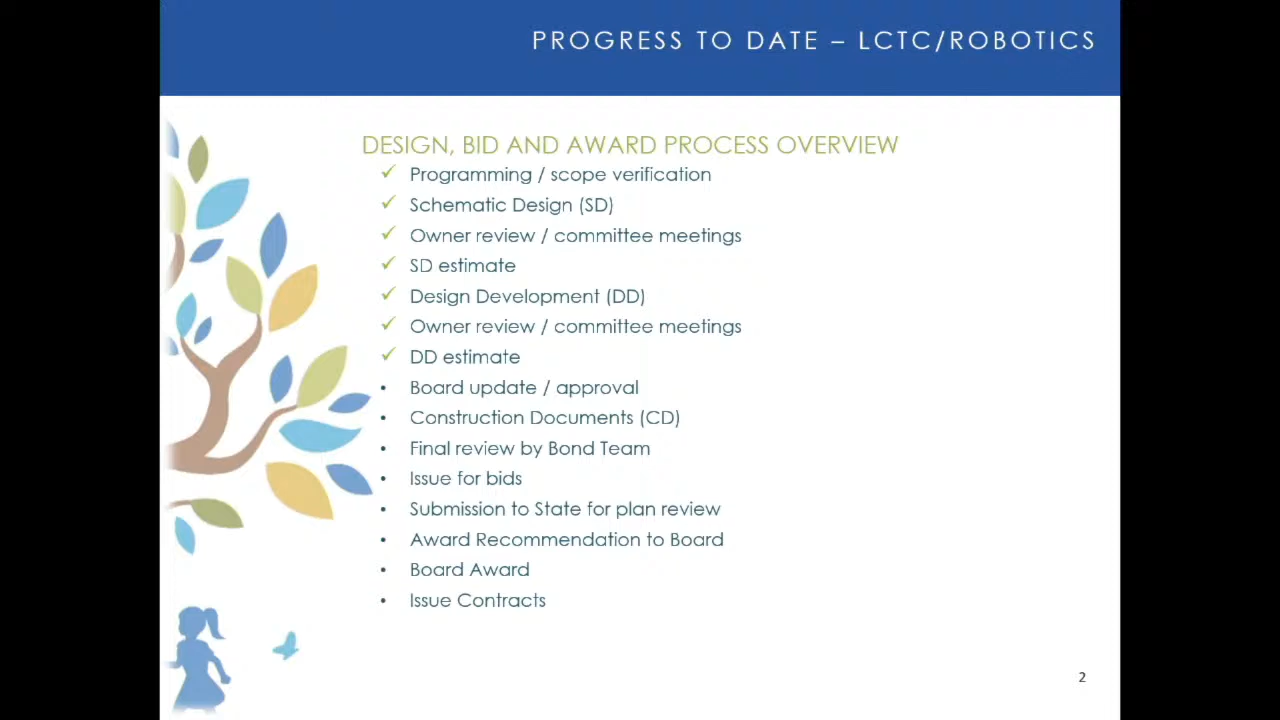 PROGRESS TO DATE – LCTC/ROBOTICS
DESIGN, BID AND AWARD PROCESS OVERVIEW
✓ Programming / scope verification
✓ Schematic Design (SD)
✓ Owner review / committee meetings
✓ SD estimate
✓ Design Development (DD)
✓ Owner review / committee meetings
✓ DD estimate
• Board update / approval
• Construction Documents (CD)
• Final review by Bond Team
• Issue for bids
• Submission to State for plan review
• Award Recommendation to Board
• Board Award
• Issue Contracts
2